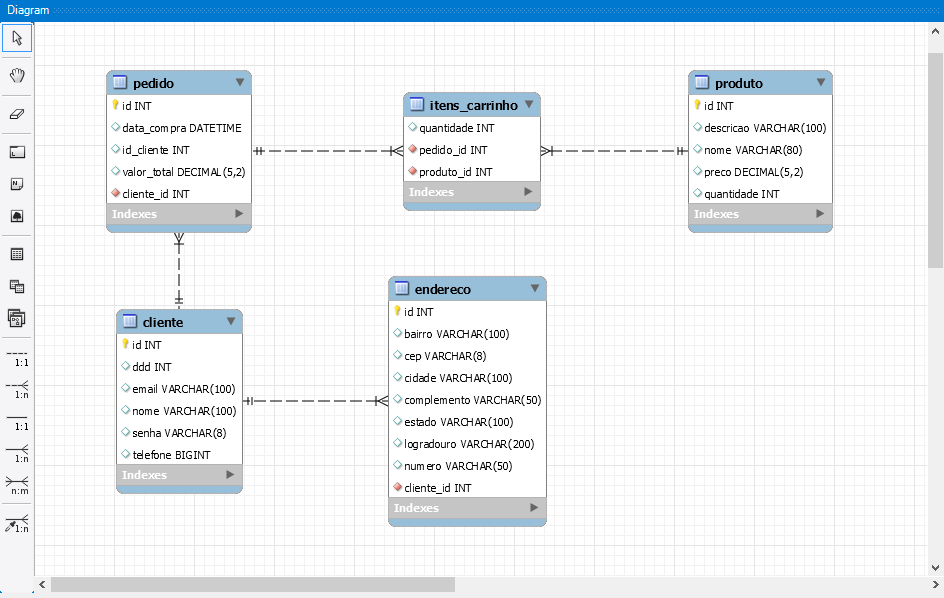 Diagram
pedido
id INT
data_compra DATETIME
id_cliente INT
valor_total DECIMAL(5,2)
cliente_id INT
Indexes
itens_carrinho
quantidade INT
pedido_id INT
produto_id INT
Indexes
produto
id INT
descricao VARCHAR(100)
nome VARCHAR(80)
preco DECIMAL(5,2)
quantidade INT
Indexes
cliente
id INT
ddd INT
email VARCHAR(100)
nome VARCHAR(100)
senha VARCHAR(8)
telefone BIGINT
Indexes
endereco
id INT
bairro VARCHAR(100)
cep VARCHAR(8)
cidade VARCHAR(100)
complemento VARCHAR(50)
estado VARCHAR(100)
logradouro VARCHAR(200)
numero VARCHAR(50)
cliente_id INT
Indexes
1:1
1:n
1:1
1:n
n:m
1:n